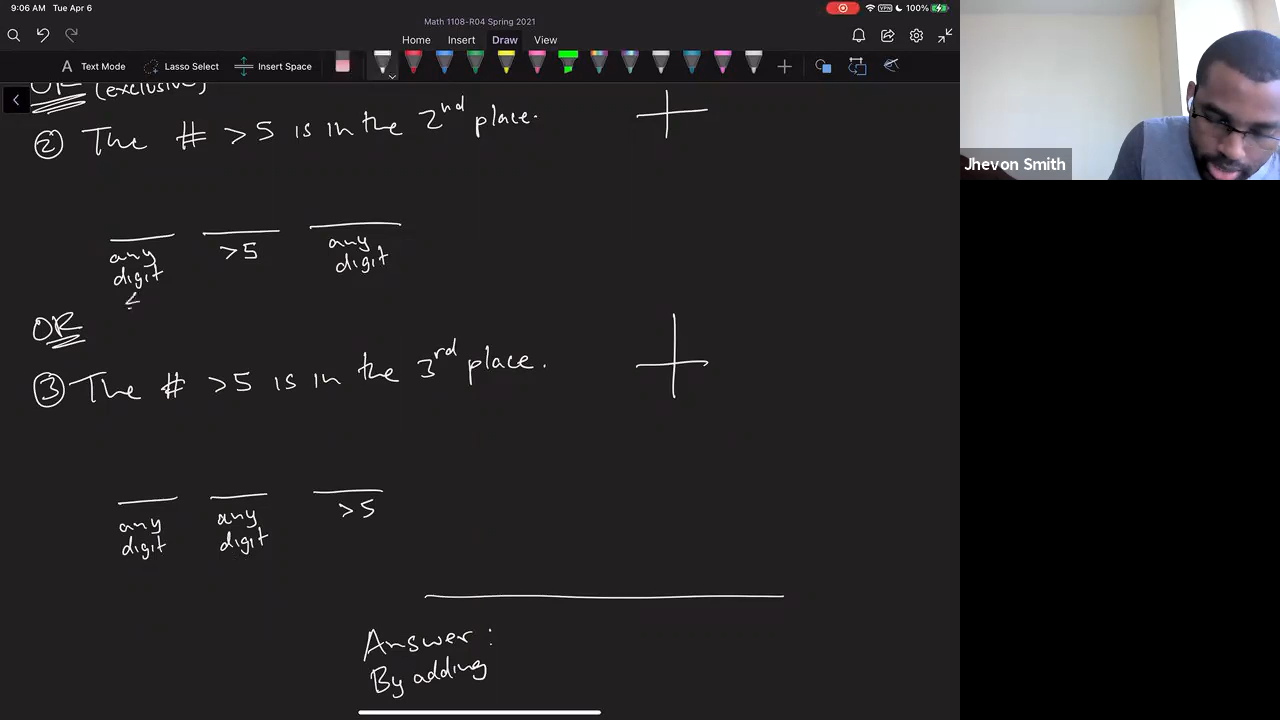 9:06 AM Tue Apr 6
100%
Math 1108-R04 Spring 2021
Home Insert Draw View
Text Mode Lasso Select Insert Space
OR (exclusive)
② The # > 5 is in the 2nd place.
any digit ≤
> 5
any digit
OR
③ The # > 5 is in the 3rd place.
any digit
any digit
> 5
Answer:
By adding
Jhevon Smith